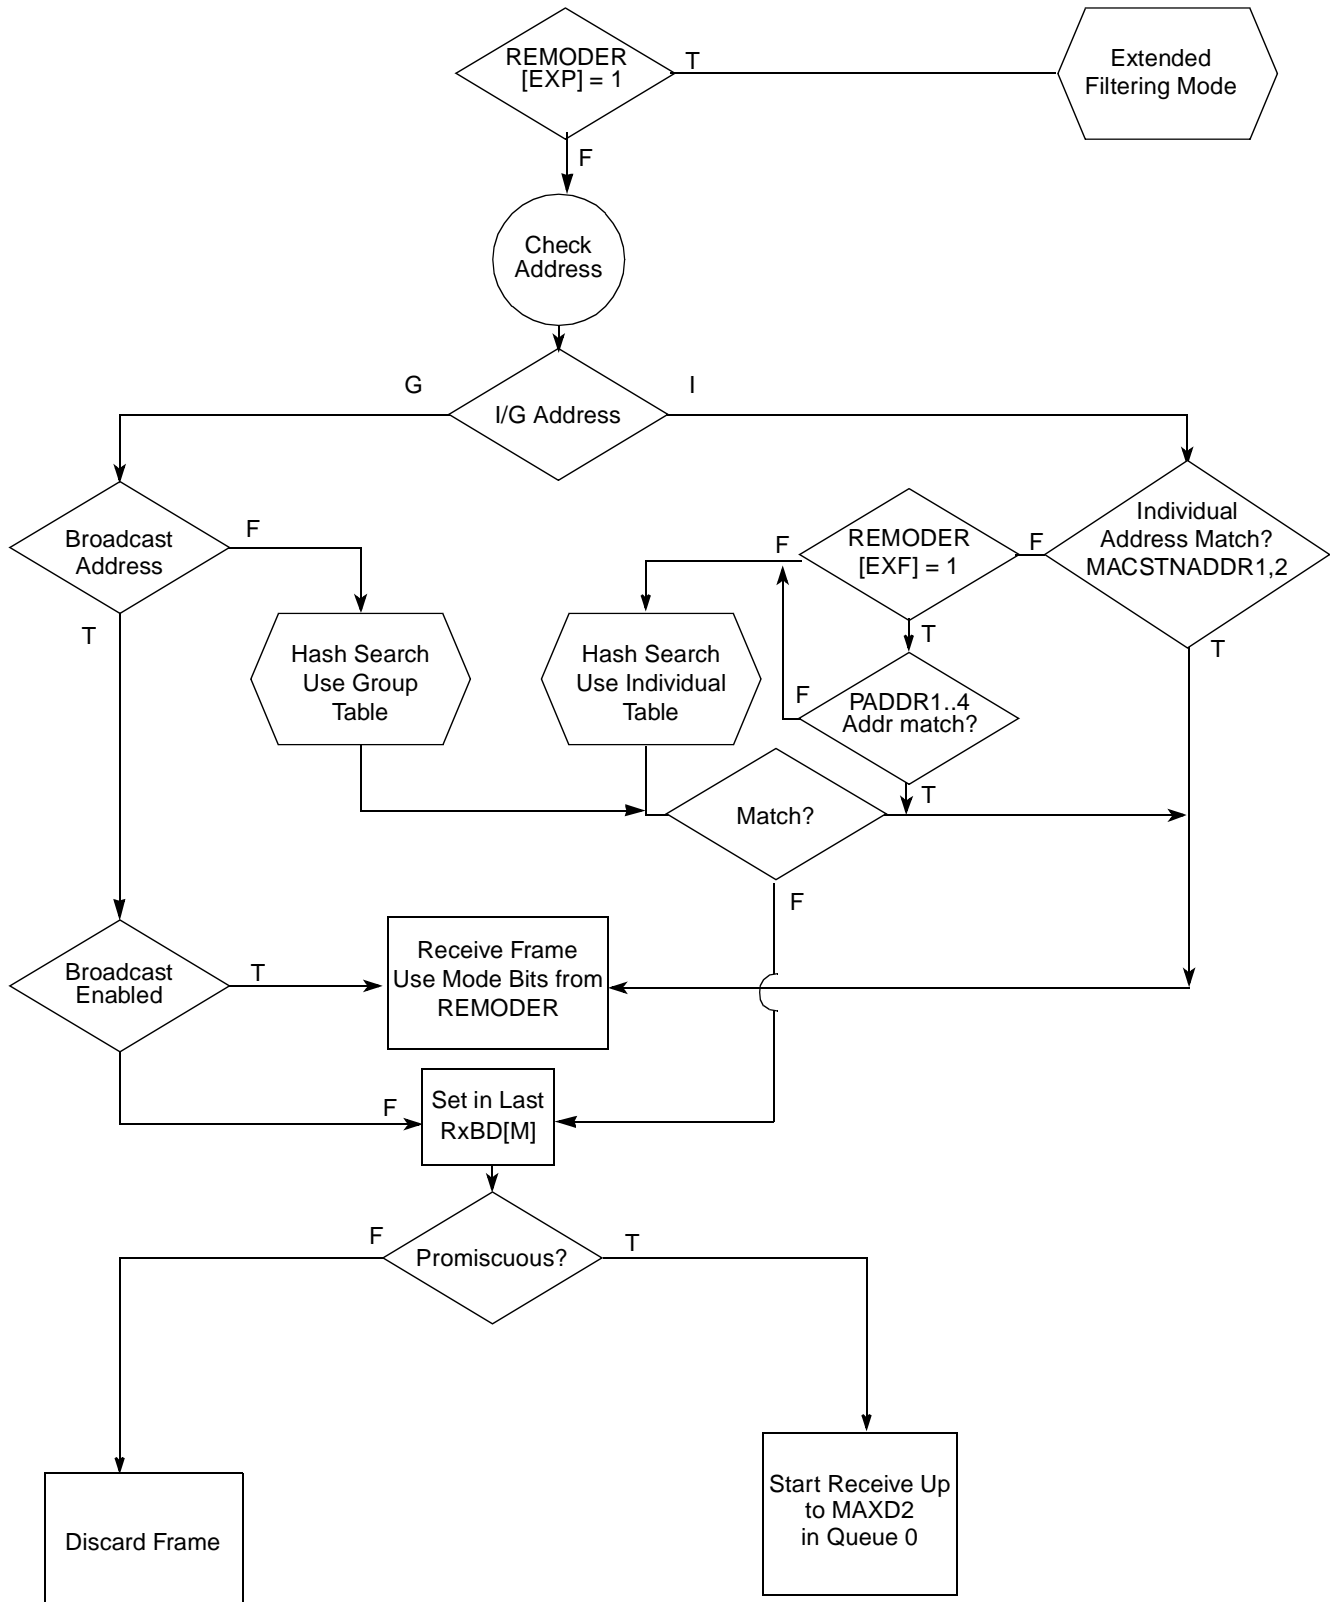 REMODER
[EXP] = 1
T
Extended
Filtering Mode
F
Check
Address
G
I
I/G Address
Broadcast
Address
F
T
Hash Search
Use Group
Table
F
Hash Search
Use Individual
Table
REMODER
[EXF] = 1
F
Individual
Address Match?
MACSTNADDR1,2
T
T
F
PADDR1..4
Addr match?
T
Match?
F
Broadcast
Enabled
T
Receive Frame
Use Mode Bits from
REMODER
F
Set in Last
RxBD[M]
F
Promiscuous?
T
Discard Frame
Start Receive Up
to MAXD2
in Queue 0